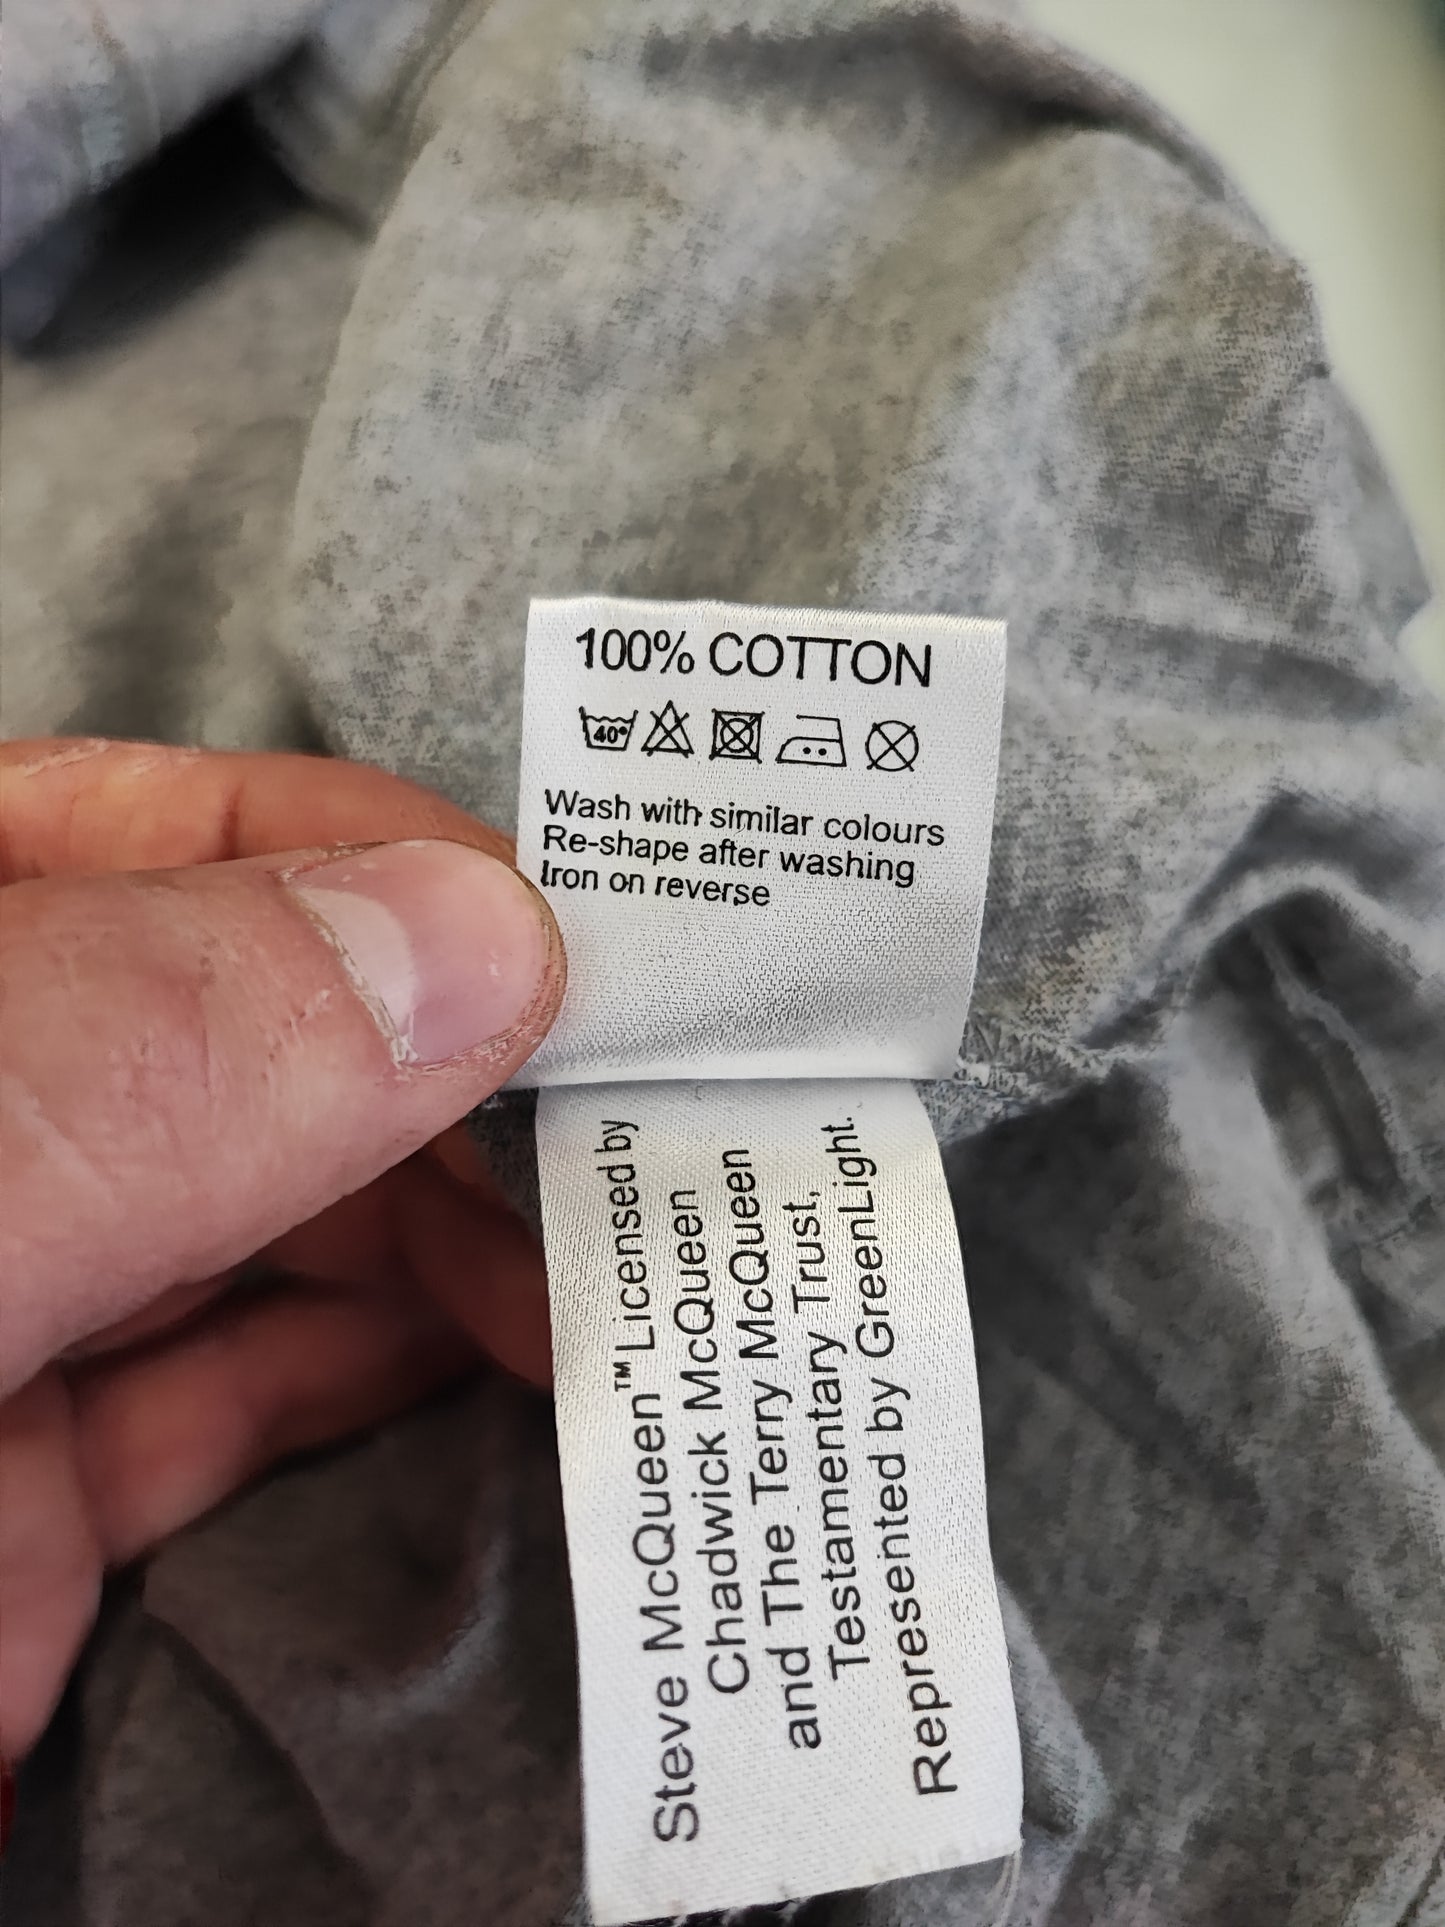 100% COTTON
40°
Wash with similar colours
Re-shape after washing
Iron on reverse
Steve McQueen™ Licensed by
Chadwick McQueen
and The Terry McQueen
Testamentary Trust,
Represented by GreenLight.